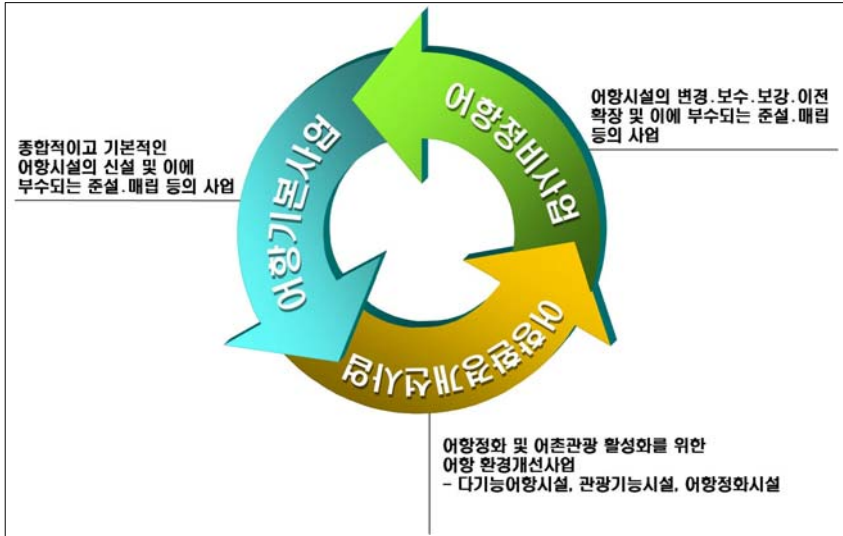 어항정비사업
어항시설의 변경.보수.보강.이전
확장 및 이에 부수되는 준설.매립
등의 사업
종합적이고 기본적인
어항시설의 신설 및 이에
부수되는 준설.매립 등의 사업
어항기본사업
어항환경개선사업
어항정화 및 어촌관광 활성화를 위한
어항 환경개선사업
- 다기능어항시설, 관광기능시설, 어항정화시설